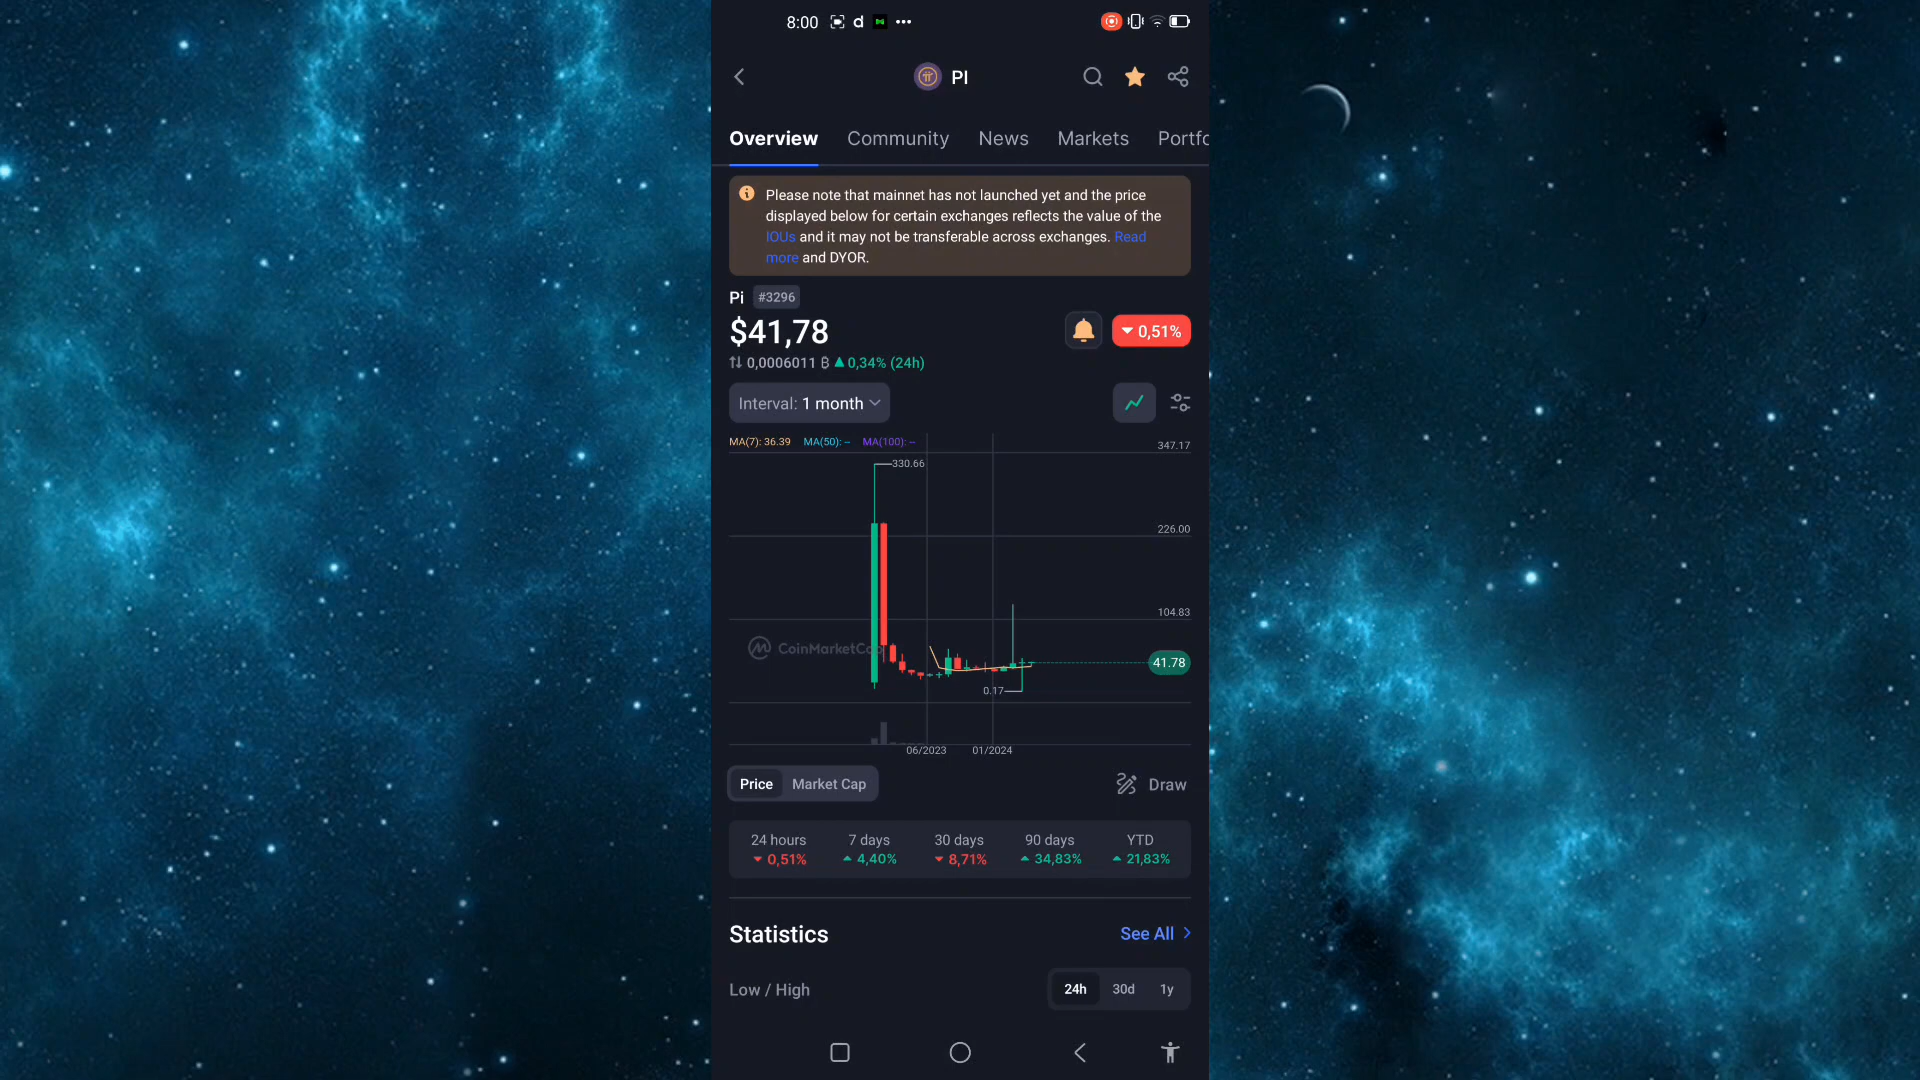 8:00 d •••
PI
Overview Community News Markets Portfo
Please note that mainnet has not launched yet and the price
displayed below for certain exchanges reflects the value of the
IOUs and it may not be transferable across exchanges. Read
more and DYOR.
Pi #3296
$41,78
0,51%
0,0006011 ₿ 0,34% (24h)
Interval: 1 month
MA(7): 36.39 MA(50): -- MA(100): --
347.17
330.66
226.00
104.83
CoinMarketCap
41.78
0.17
06/2023 01/2024
Price Market Cap
Draw
24 hours 7 days 30 days 90 days YTD
0,51% 4,40% 8,71% 34,83% 21,83%
Statistics
See All
Low / High
24h 30d 1y